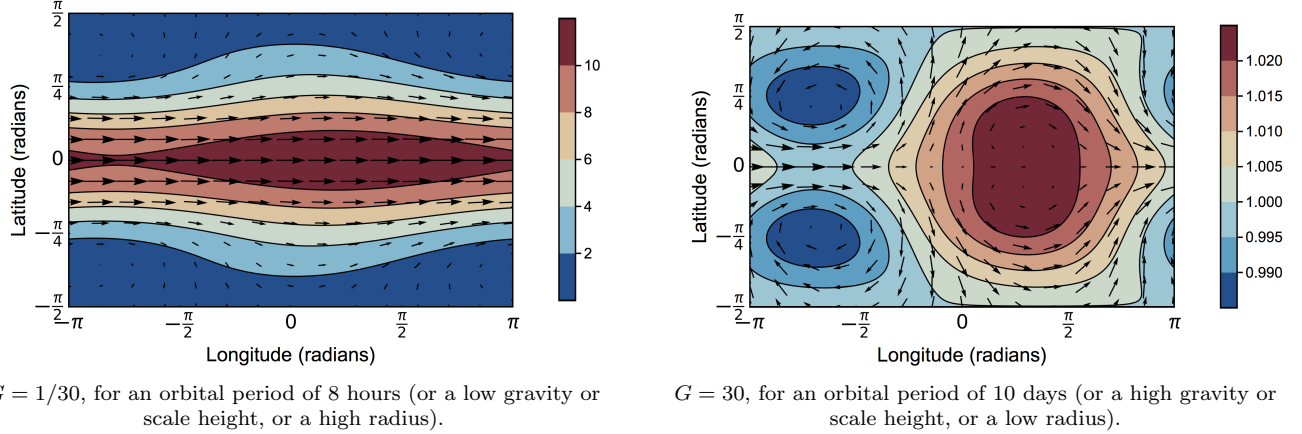 π/2
π/4
0
−π/4
−π/2
Latitude (radians)
−π
−π/2
0
π/2
π
Longitude (radians)
10
8
6
4
2
G = 1/30, for an orbital period of 8 hours (or a low gravity or
scale height, or a high radius).
π/2
π/4
0
−π/4
−π/2
Latitude (radians)
−π
−π/2
0
π/2
π
Longitude (radians)
1.020
1.015
1.010
1.005
1.000
0.995
0.990
G = 30, for an orbital period of 10 days (or a high gravity or
scale height, or a low radius).